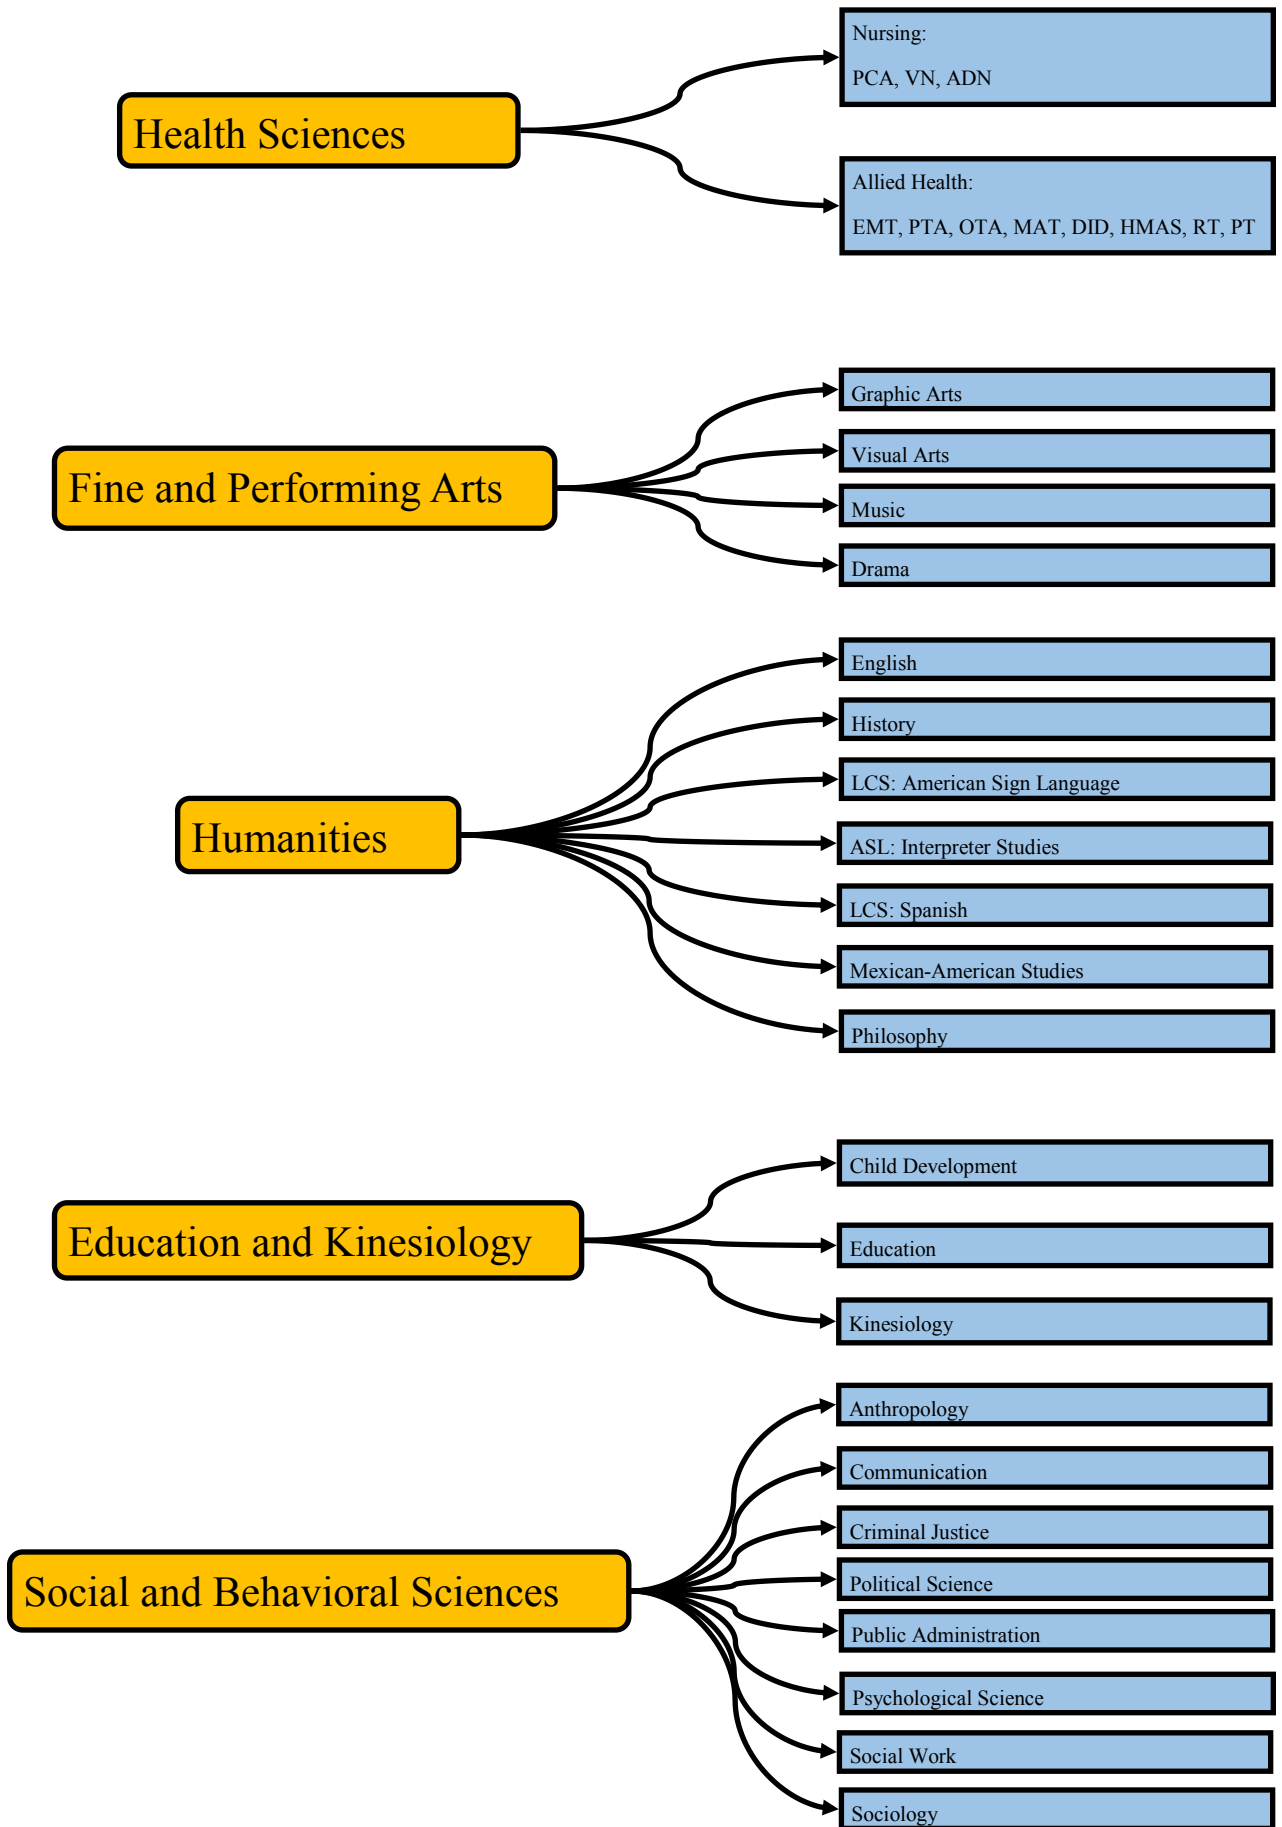 Health Sciences
Nursing:
PCA, VN, ADN
Allied Health:
EMT, PTA, OTA, MAT, DID, HMAS, RT, PT
Fine and Performing Arts
Graphic Arts
Visual Arts
Music
Drama
Humanities
English
History
LCS: American Sign Language
ASL: Interpreter Studies
LCS: Spanish
Mexican-American Studies
Philosophy
Education and Kinesiology
Child Development
Education
Kinesiology
Social and Behavioral Sciences
Anthropology
Communication
Criminal Justice
Political Science
Public Administration
Psychological Science
Social Work
Sociology